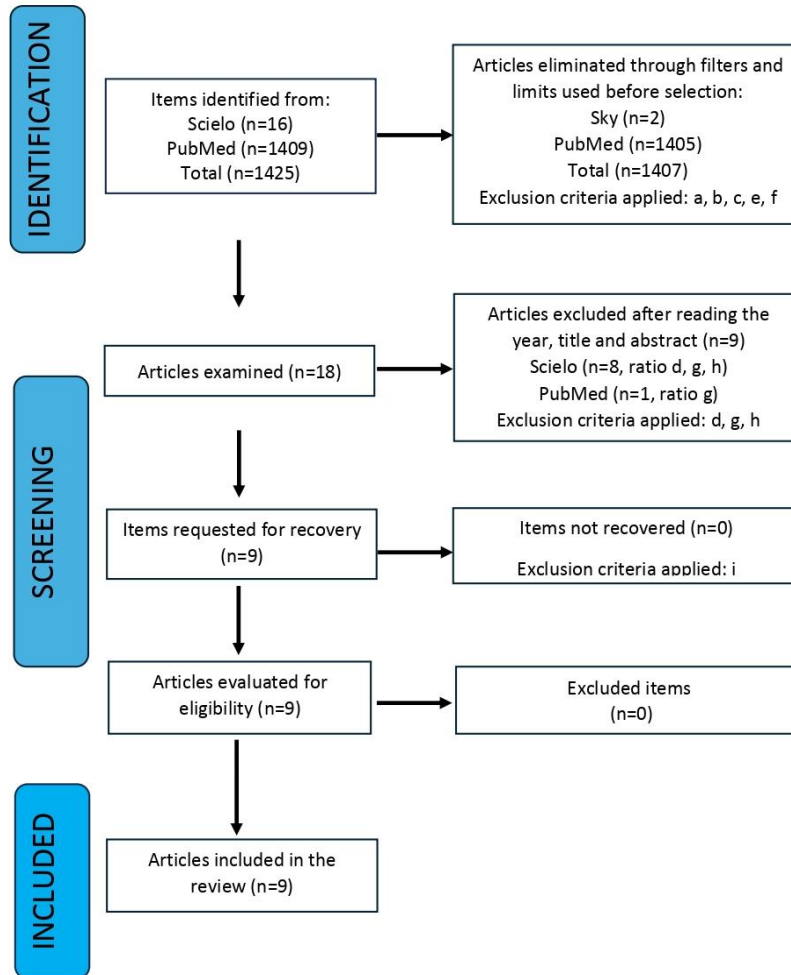 IDENTIFICATION
Items identified from:
Scielo (n=16)
PubMed (n=1409)
Total (n=1425)
Articles eliminated through filters and
limits used before selection:
Sky (n=2)
PubMed (n=1405)
Total (n=1407)
Exclusion criteria applied: a, b, c, e, f
SCREENING
Articles examined (n=18)
Articles excluded after reading the
year, title and abstract (n=9)
Scielo (n=8, ratio d, g, h)
PubMed (n=1, ratio g)
Exclusion criteria applied: d, g, h
Items requested for recovery
(n=9)
Items not recovered (n=0)
Exclusion criteria applied: i
Articles evaluated for
eligibility (n=9)
Excluded items
(n=0)
INCLUDED
Articles included in the
review (n=9)